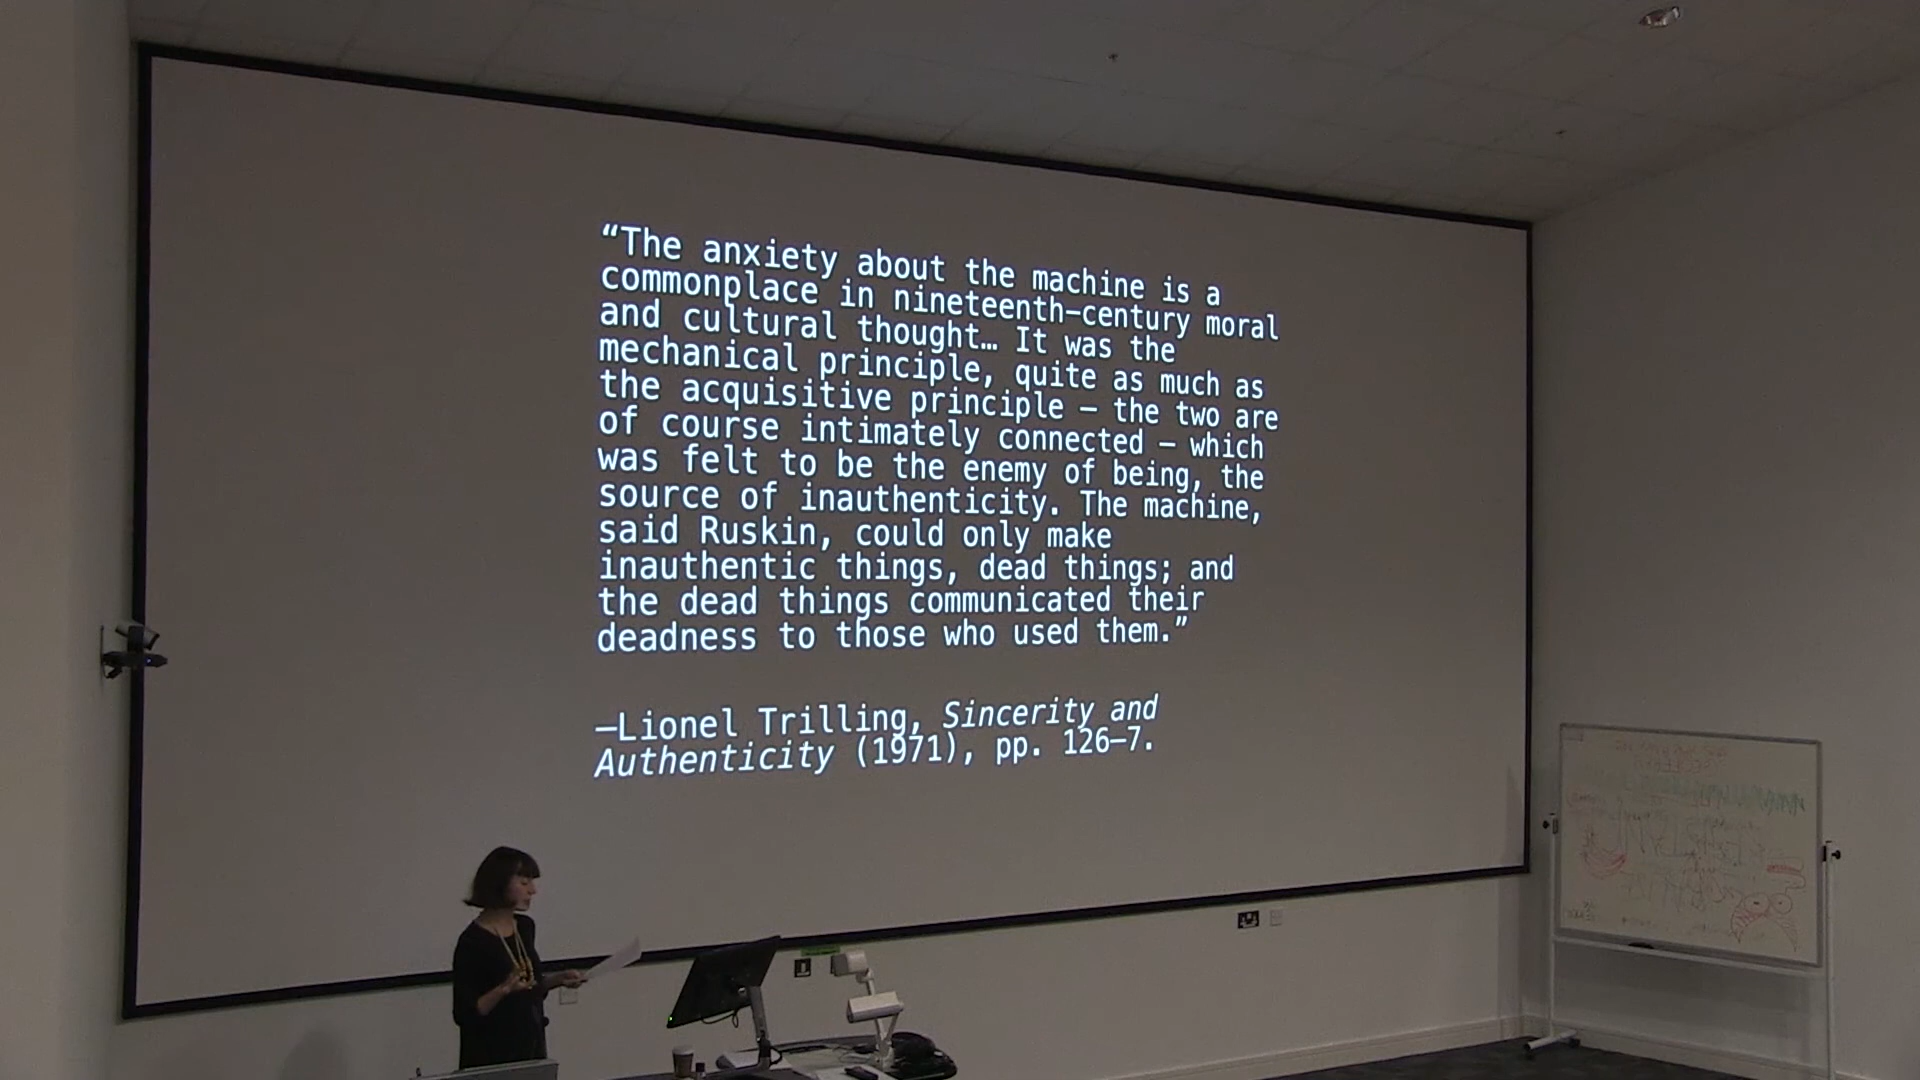 “The anxiety about the machine is a
commonplace in nineteenth–century moral
and cultural thought… It was the
mechanical principle, quite as much as
the acquisitive principle – the two are
of course intimately connected – which
was felt to be the enemy of being, the
source of inauthenticity. The machine,
said Ruskin, could only make
inauthentic things, dead things; and
the dead things communicated their
deadness to those who used them.”
—Lionel Trilling, Sincerity and
Authenticity (1971), pp. 126–7.